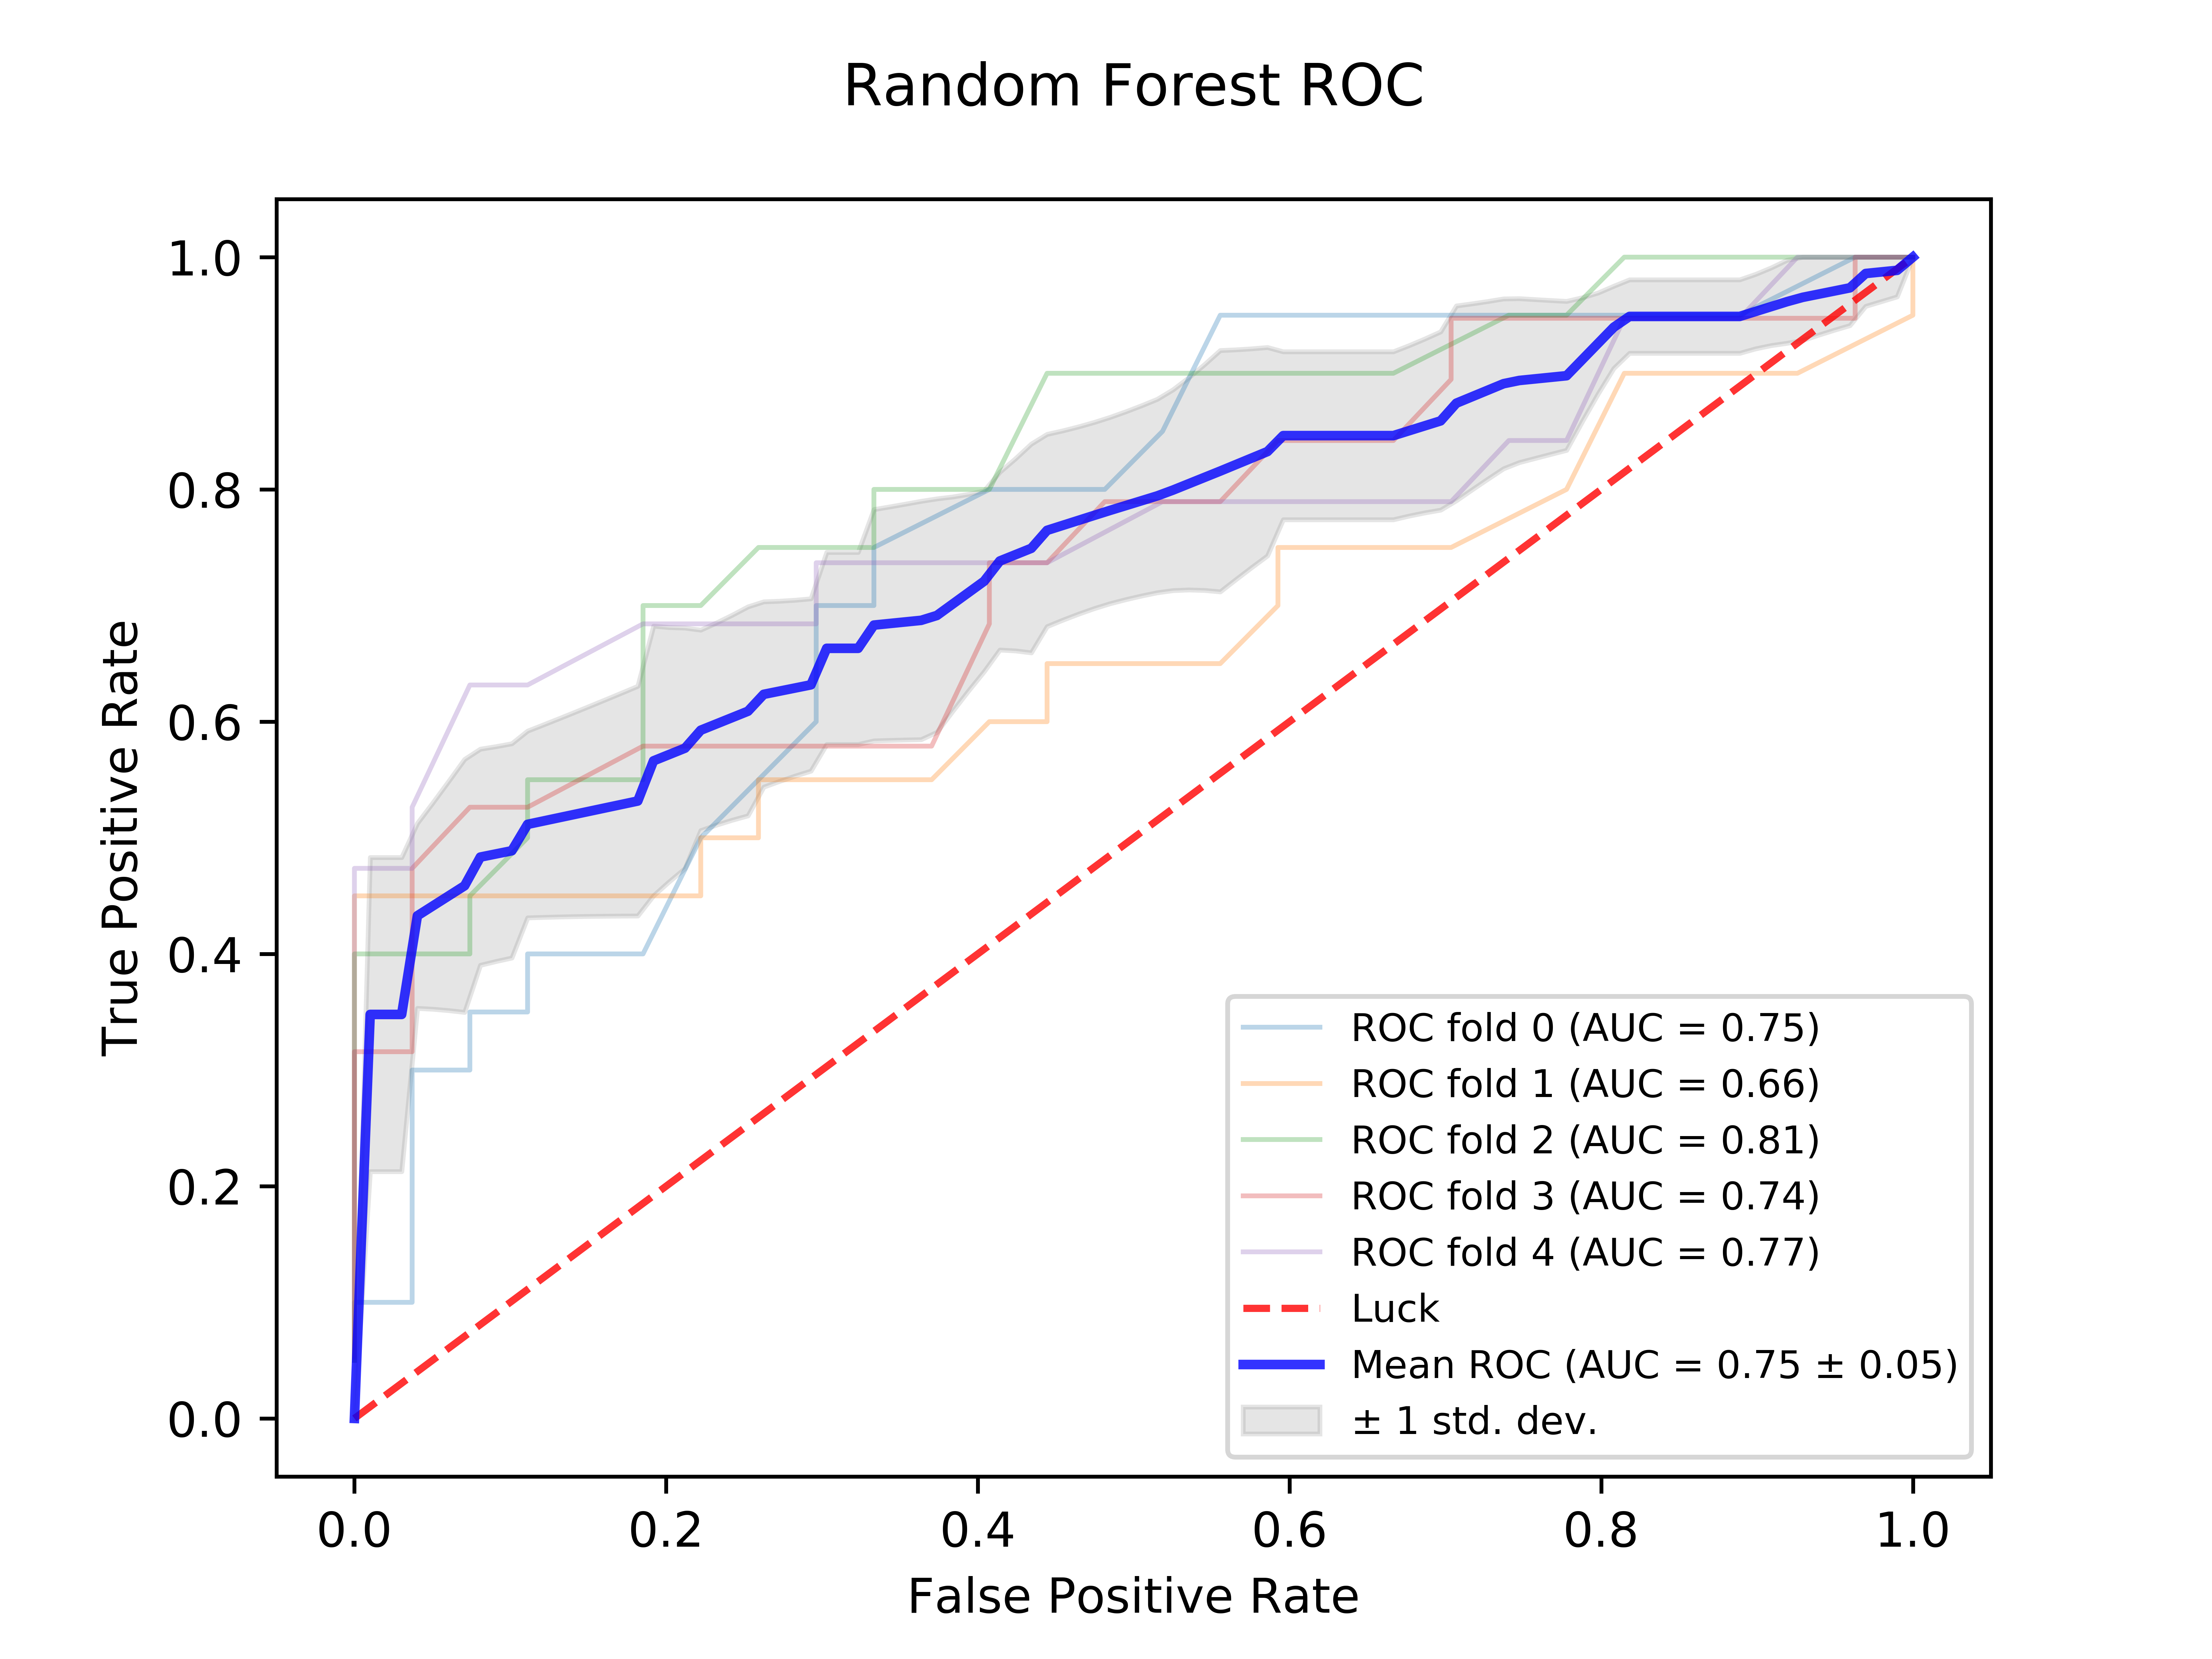 Random Forest ROC
True Positive Rate
1.0
0.8
0.6
0.4
0.2
0.0
ROC fold 0 (AUC = 0.75)
ROC fold 1 (AUC = 0.66)
ROC fold 2 (AUC = 0.81)
ROC fold 3 (AUC = 0.74)
ROC fold 4 (AUC = 0.77)
Luck
Mean ROC (AUC = 0.75 ± 0.05)
± 1 std. dev.
0.0 0.2 0.4 0.6 0.8 1.0
False Positive Rate